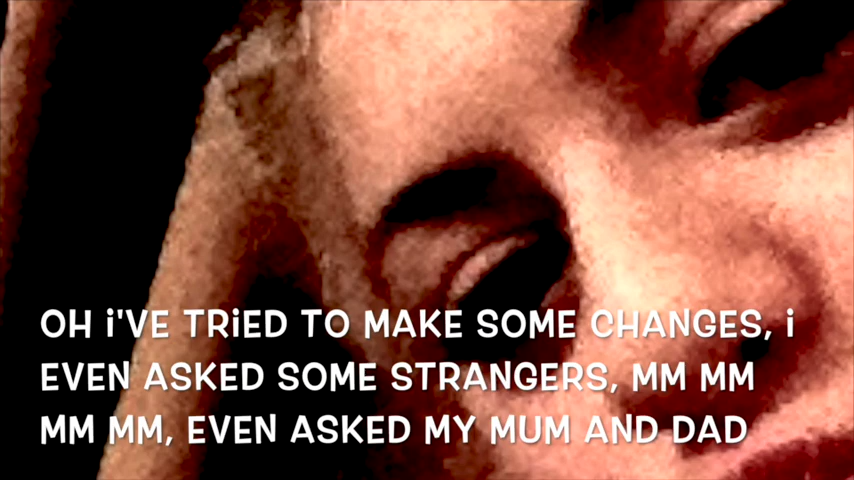 OH i'VE TRiED TO MAKE SOME CHANGES, i
EVEN ASKED SOME STRANGERS, MM MM
MM MM, EVEN ASKED MY MUM AND DAD